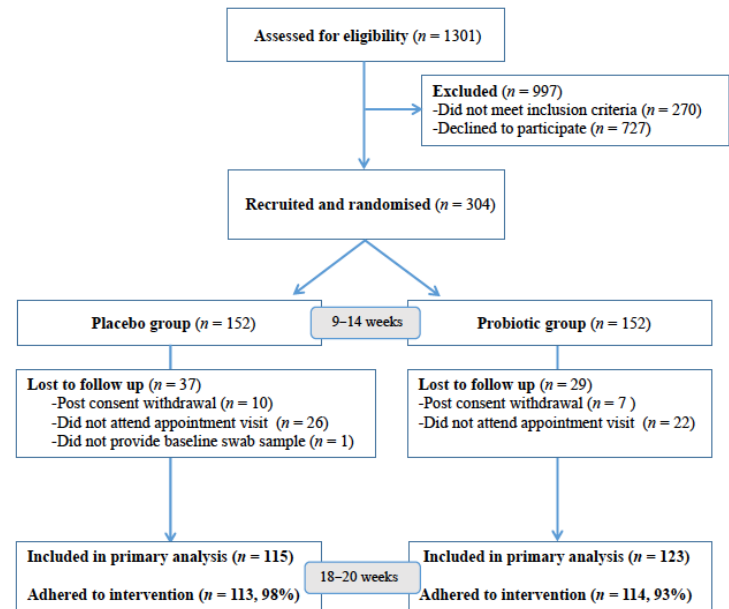 Assessed for eligibility (n = 1301)
Excluded (n = 997)
-Did not meet inclusion criteria (n = 270)
-Declined to participate (n = 727)
Recruited and randomised (n = 304)
Placebo group (n = 152)
9–14 weeks
Probiotic group (n = 152)
Lost to follow up (n = 37)
-Post consent withdrawal (n = 10)
-Did not attend appointment visit (n = 26)
-Did not provide baseline swab sample (n = 1)
Lost to follow up (n = 29)
-Post consent withdrawal (n = 7 )
-Did not attend appointment visit (n = 22)
Included in primary analysis (n = 115)
Adhered to intervention (n = 113, 98%)
18–20 weeks
Included in primary analysis (n = 123)
Adhered to intervention (n = 114, 93%)